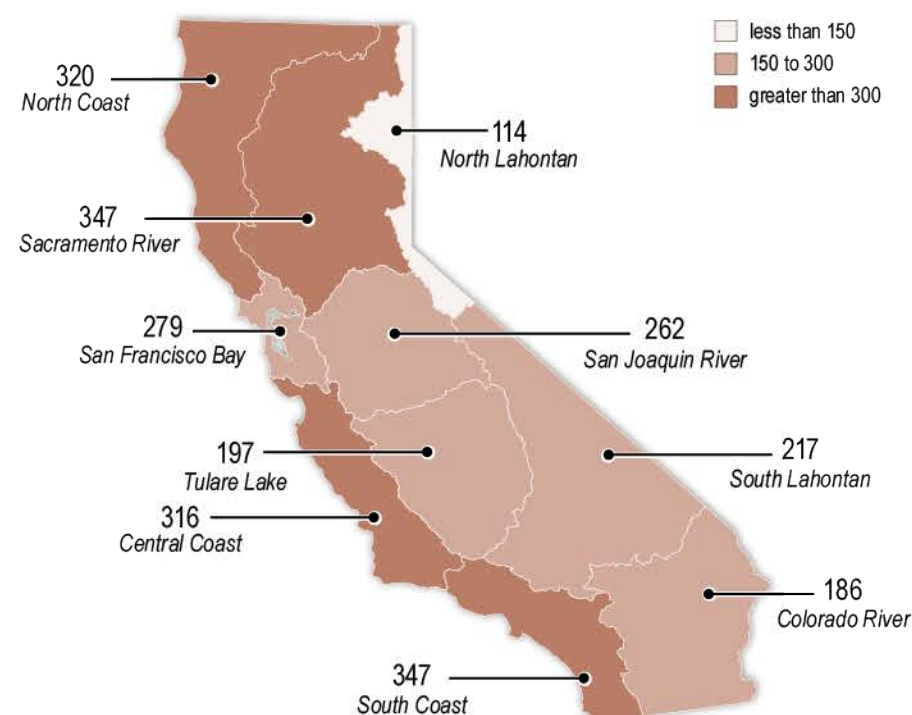 less than 150
150 to 300
greater than 300
320
North Coast
114
North Lahontan
347
Sacramento River
279
San Francisco Bay
262
San Joaquin River
197
Tulare Lake
217
South Lahontan
316
Central Coast
186
Colorado River
347
South Coast